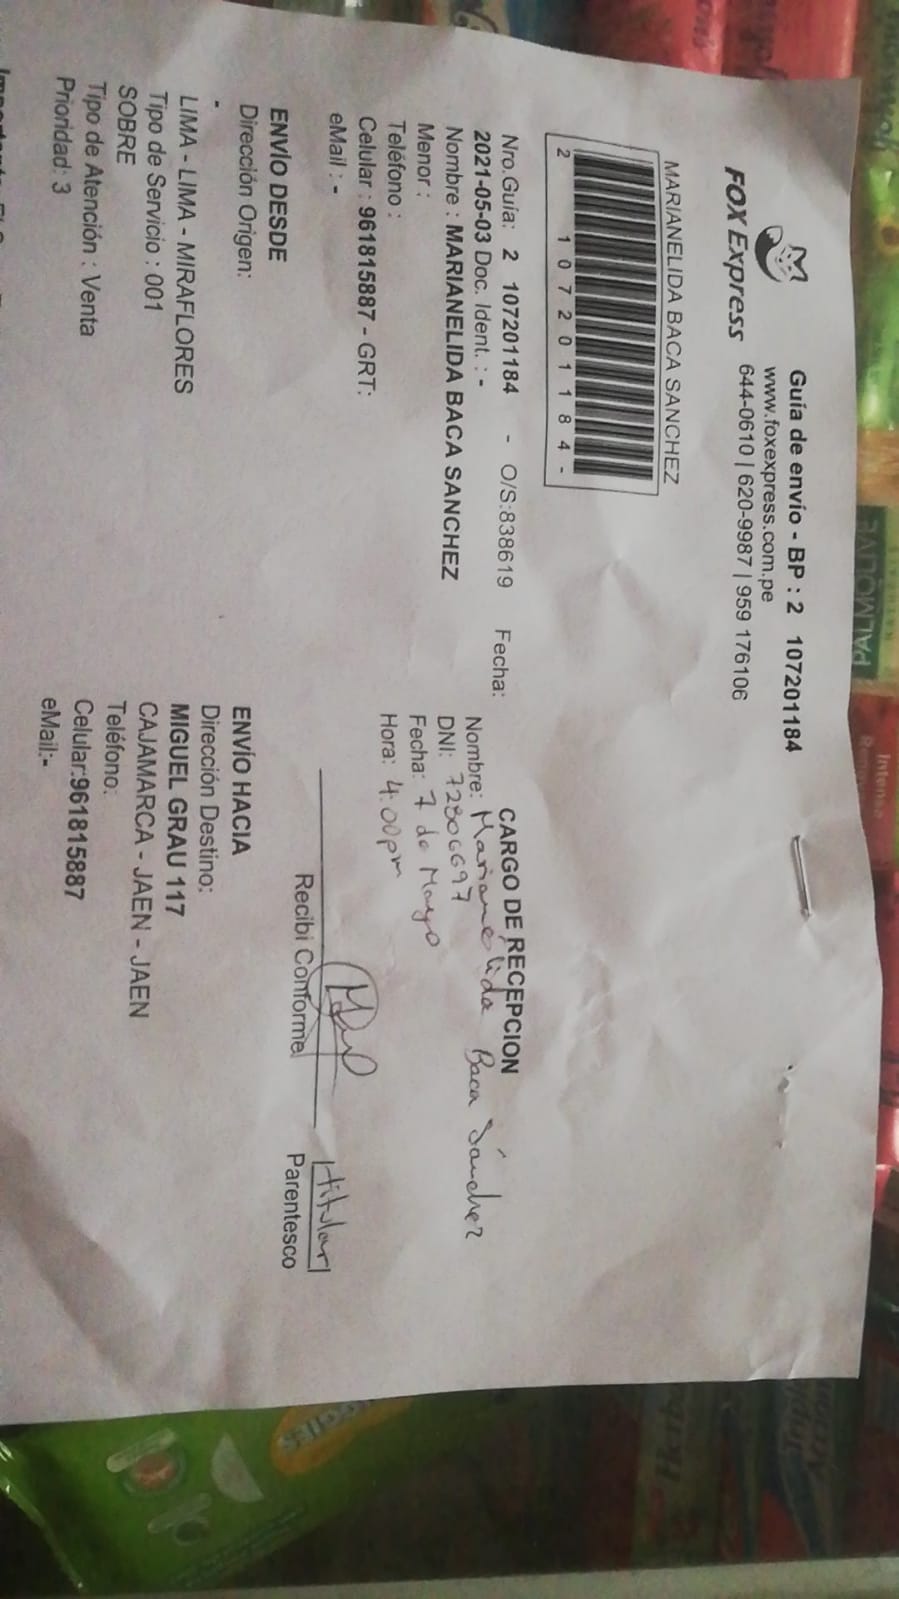 FOX Express
Guía de envío - BP : 2 107201184
www.foxexpress.com.pe
644-0610 | 620-9987 | 959 176106
MARIANELIDA BACA SANCHEZ
2 1 0 7 2 0 1 1 8 4 -
Nro.Guía: 2 107201184 - O/S:838619 Fecha:
2021-05-03 Doc. Ident. : -
Nombre : MARIANELIDA BACA SANCHEZ
Menor :
Teléfono :
Celular : 961815887 - GRT:
eMail : -
CARGO DE RECEPCION
Nombre: Marianélida Baca Sánchez
DNI: 72806697
Fecha: 7 de Mayo
Hora: 4:00pm
Recibi Conforme
titular
Parentesco
ENVÍO DESDE
Dirección Origen:
-
LIMA - LIMA - MIRAFLORES
Tipo de Servicio : 001
SOBRE
Tipo de Atención : Venta
Prioridad: 3
ENVÍO HACIA
Dirección Destino:
MIGUEL GRAU 117
CAJAMARCA - JAEN - JAEN
Teléfono:
Celular:961815887
eMail:-
PALMOLIVE
Intense